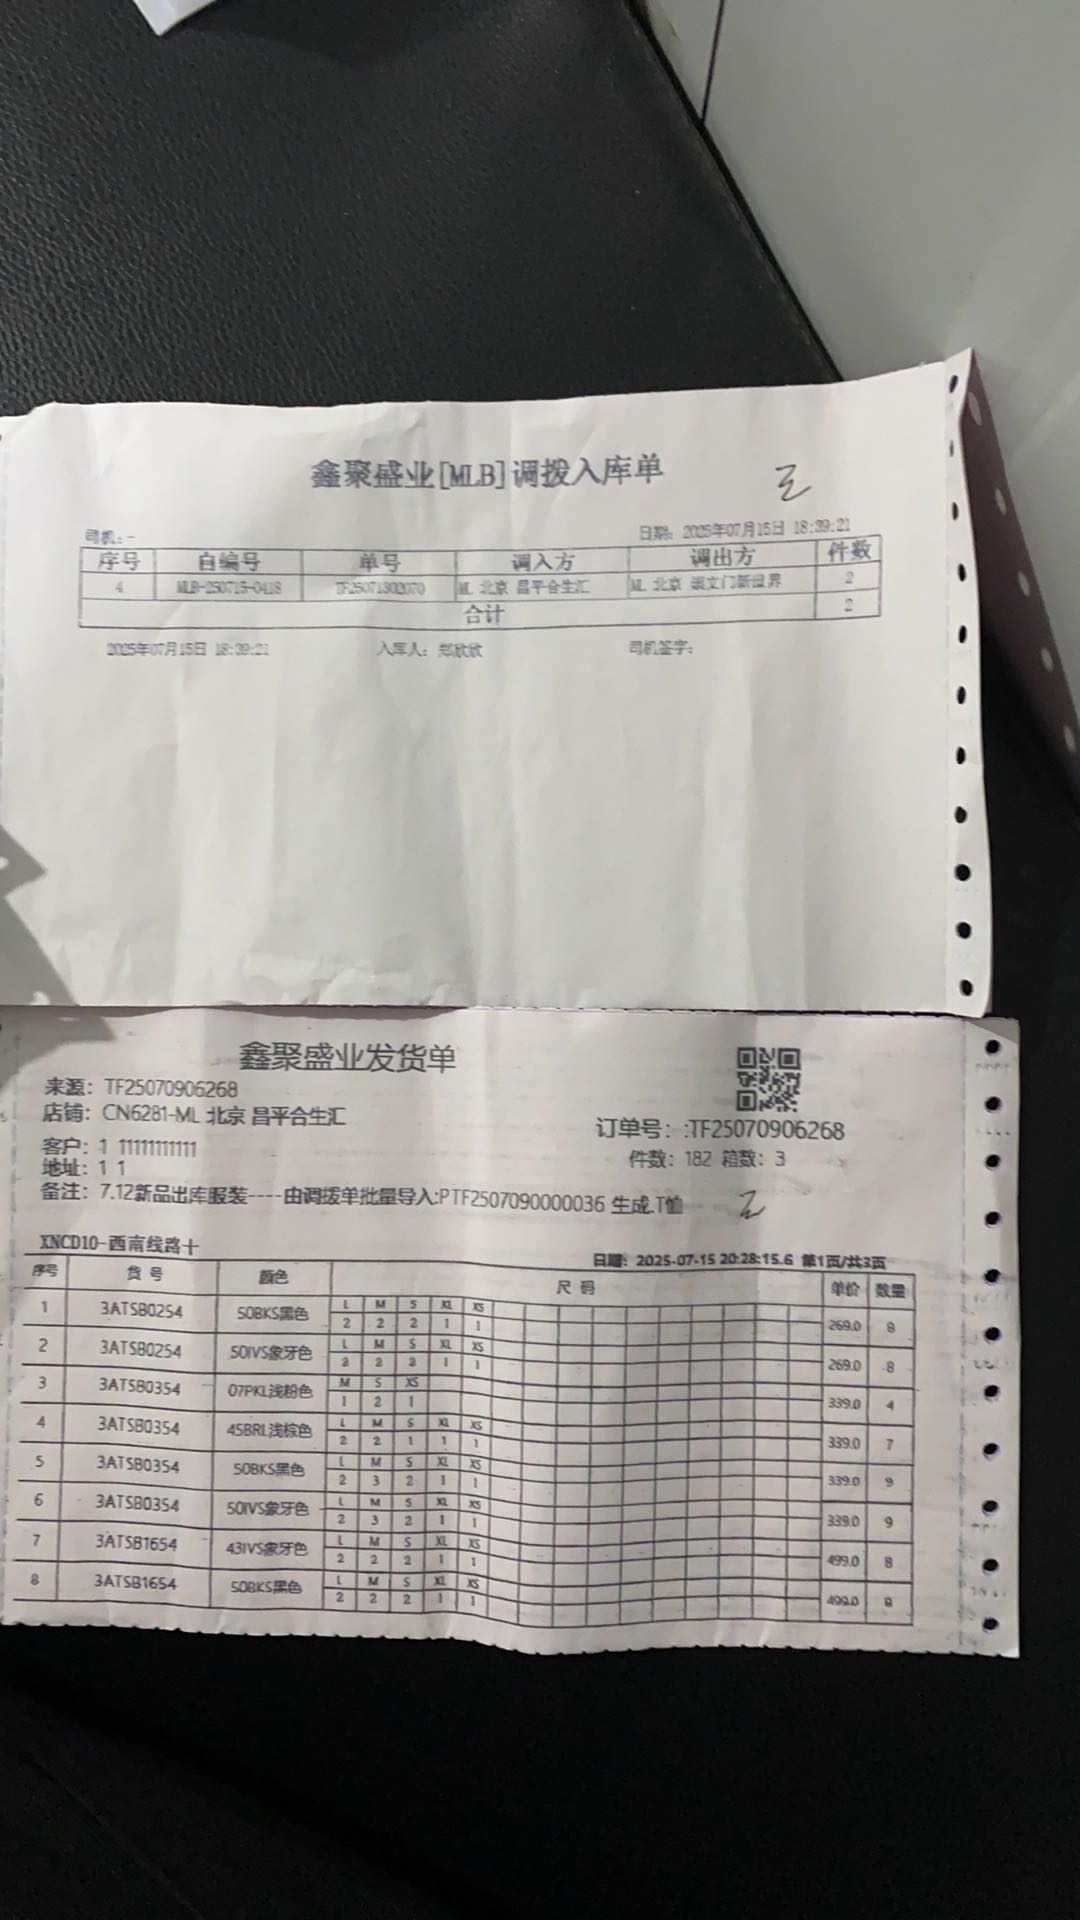 鑫聚盛业[MLB]调拨入库单
司机:-
日期: 2025年07月15日 18:39:21
序号 自编号 单号 调入方 调出方 件数
4 MLB-250715-0418 TF25071302070 ML 北京 昌平合生汇 ML 北京 崇文门新世界 2
合计 2
2025年07月15日 18:39:21 入库人: 郑欣欣 司机签字:
鑫聚盛业发货单
来源: TF25070906268
店铺: CN6281-ML 北京 昌平合生汇
订单号: :TF25070906268
客户: 1 11111111111
件数: 182 箱数: 3
地址: 1 1
备注: 7.12新品出库服装----由调拨单批量导入:PTF2507090000036 生成.T恤
XNCD10-西南线路十
日期: 2025-07-15 20:28:15.6 第1页/共3页
序号 货号 颜色 尺码 单价 数量
1 3ATSB0254 50BKS黑色 L M S XL XS 269.0 8
2 2 2 1 1
2 3ATSB0254 50IVS象牙色 L M S XL XS 269.0 8
2 2 2 1 1
3 3ATSB0354 07PKL浅粉色 M S XS 339.0 4
1 2 1
4 3ATSB0354 45BRL浅棕色 L M S XL XS 339.0 7
2 2 1 1 1
5 3ATSB0354 50BKS黑色 L M S XL XS 339.0 9
2 3 2 1 1
6 3ATSB0354 50IVS象牙色 L M S XL XS 339.0 9
2 3 2 1 1
7 3ATSB1654 43IVS象牙色 L M S XL XS 499.0 8
2 2 2 1 1
8 3ATSB1654 50BKS黑色 L M S XL XS 499.0 8
2 2 2 1 1